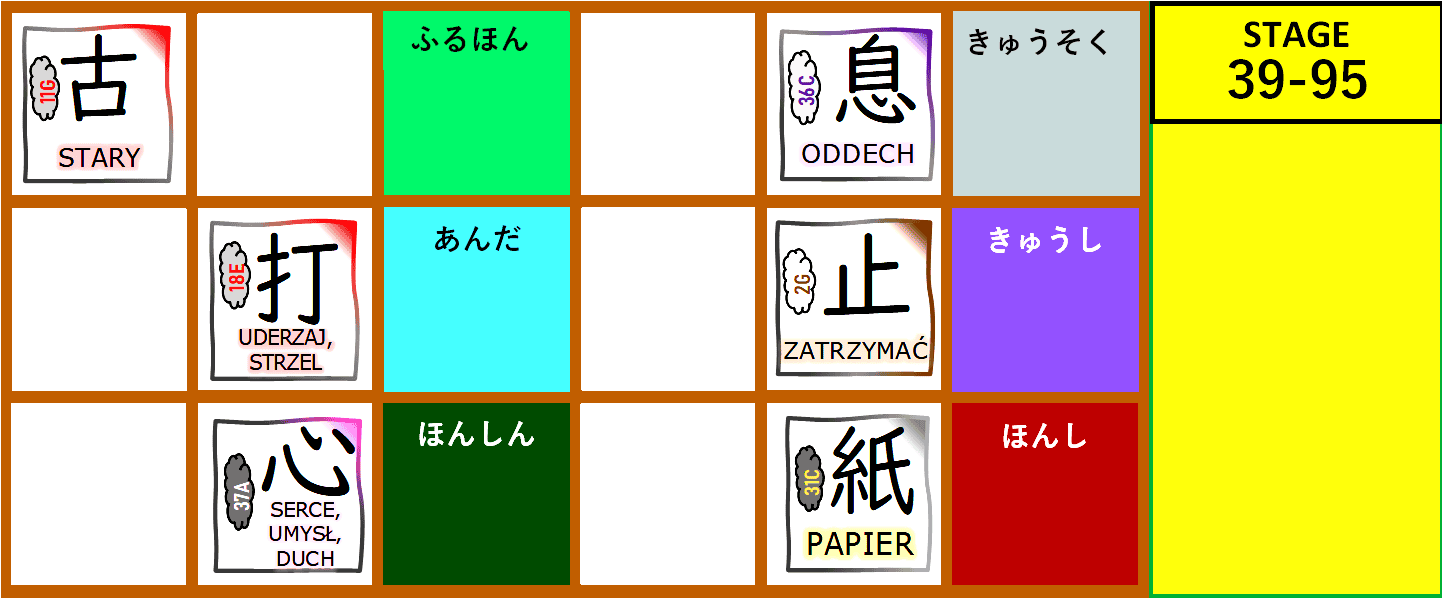 11G
古
STARY
ふるほん
36C
息
ODDECH
きゅうそく
STAGE
39-95
18E
打
UDERZAJ,
STRZEL
あんだ
2G
止
ZATRZYMAĆ
きゅうし
37A
心
SERCE,
UMYSŁ,
DUCH
ほんしん
31C
紙
PAPIER
ほんし